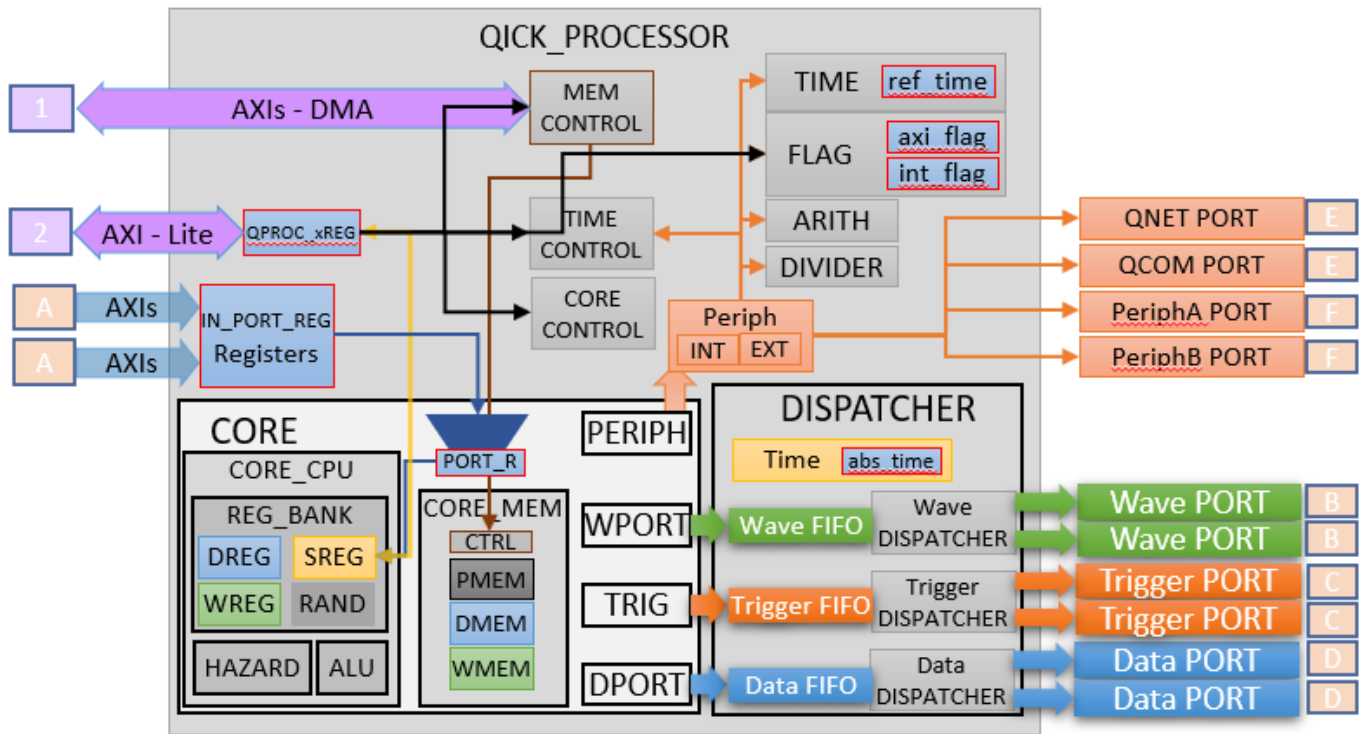 QICK_PROCESSOR
1
AXIs - DMA
MEM
CONTROL
TIME
ref_time
FLAG
axi_flag
int_flag
2
AXI - Lite
QPROC_xREG
TIME
CONTROL
ARITH
DIVIDER
QNET PORT
E
QCOM PORT
E
PeriphA PORT
F
PeriphB PORT
F
A
AXIs
A
AXIs
IN_PORT_REG
Registers
CORE
CONTROL
Periph
INT
EXT
CORE
PORT_R
PERIPH
WPORT
TRIG
DPORT
CORE_CPU
REG_BANK
DREG
SREG
WREG
RAND
HAZARD
ALU
CORE_MEM
CTRL
PMEM
DMEM
WMEM
DISPATCHER
Time
abs_time
Wave FIFO
Wave
DISPATCHER
Wave PORT
B
Wave PORT
B
Trigger FIFO
Trigger
DISPATCHER
Trigger PORT
C
Trigger PORT
C
Data FIFO
Data
DISPATCHER
Data PORT
D
Data PORT
D